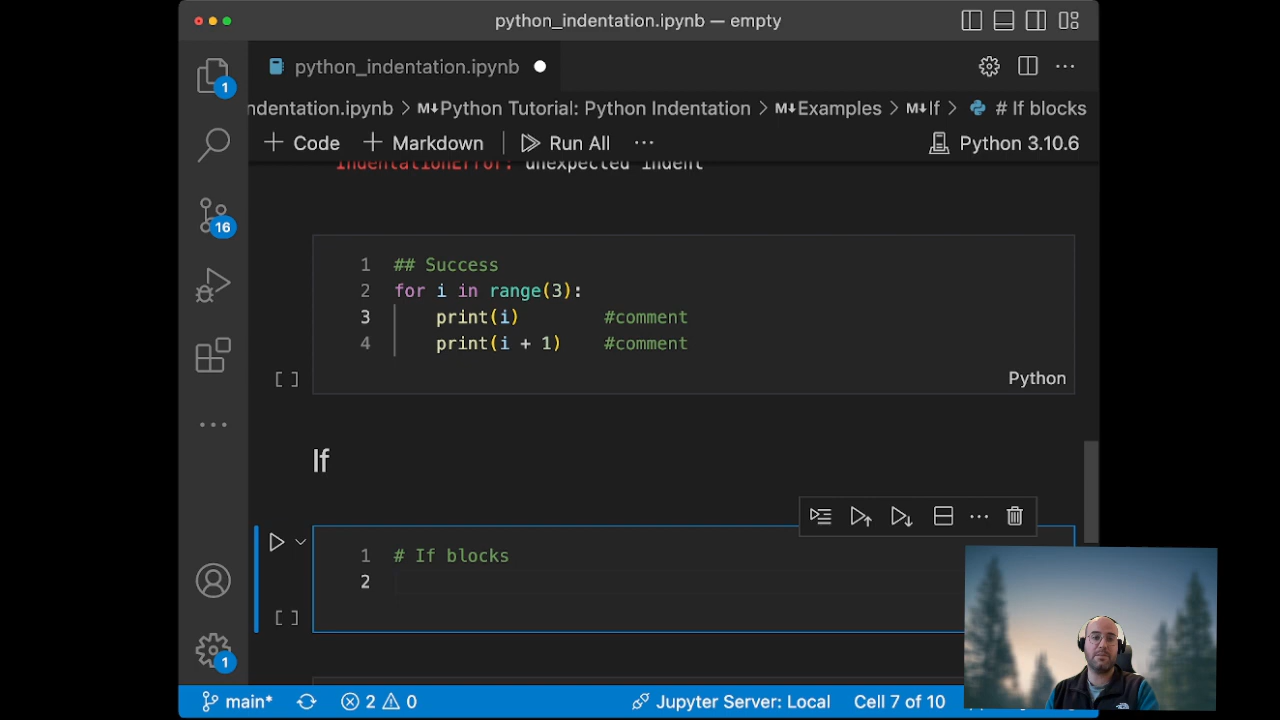 python_indentation.ipynb — empty
1
python_indentation.ipynb
ndentation.ipynb > M↓Python Tutorial: Python Indentation > M↓Examples > M↓If > # If blocks
+ Code + Markdown Run All ... Python 3.10.6
IndentationError: unexpected indent
16
1 ## Success
2 for i in range(3):
3 print(i) #comment
4 print(i + 1) #comment
[ ] Python
If
1 # If blocks
2
[ ]
1
main* 2 0 Jupyter Server: Local Cell 7 of 10